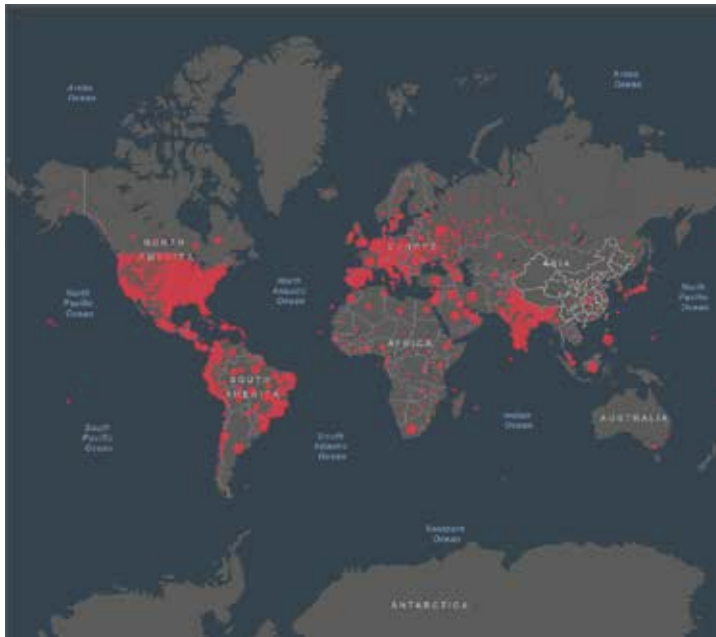 Arctic
Ocean
Arctic
Ocean
NORTH
AMERICA
EUROPE
ASIA
North
Pacific
Ocean
North
Atlantic
Ocean
North
Pacific
Ocean
AFRICA
SOUTH
AMERICA
Indian
Ocean
AUSTRALIA
South
Pacific
Ocean
South
Atlantic
Ocean
Southern
Ocean
ANTARCTICA